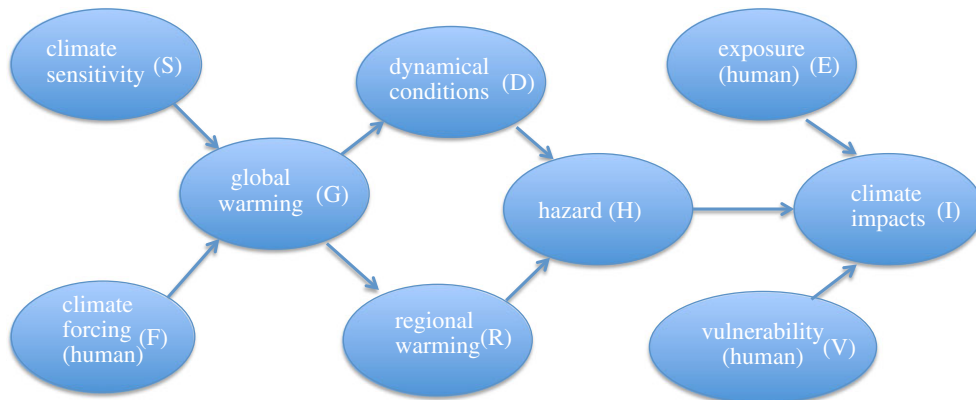 climate
sensitivity (S)
dynamical
conditions (D)
exposure
(human) (E)
global
warming (G)
hazard (H)
climate
impacts (I)
climate
forcing (F)
(human)
regional
warming (R)
vulnerability
(human) (V)